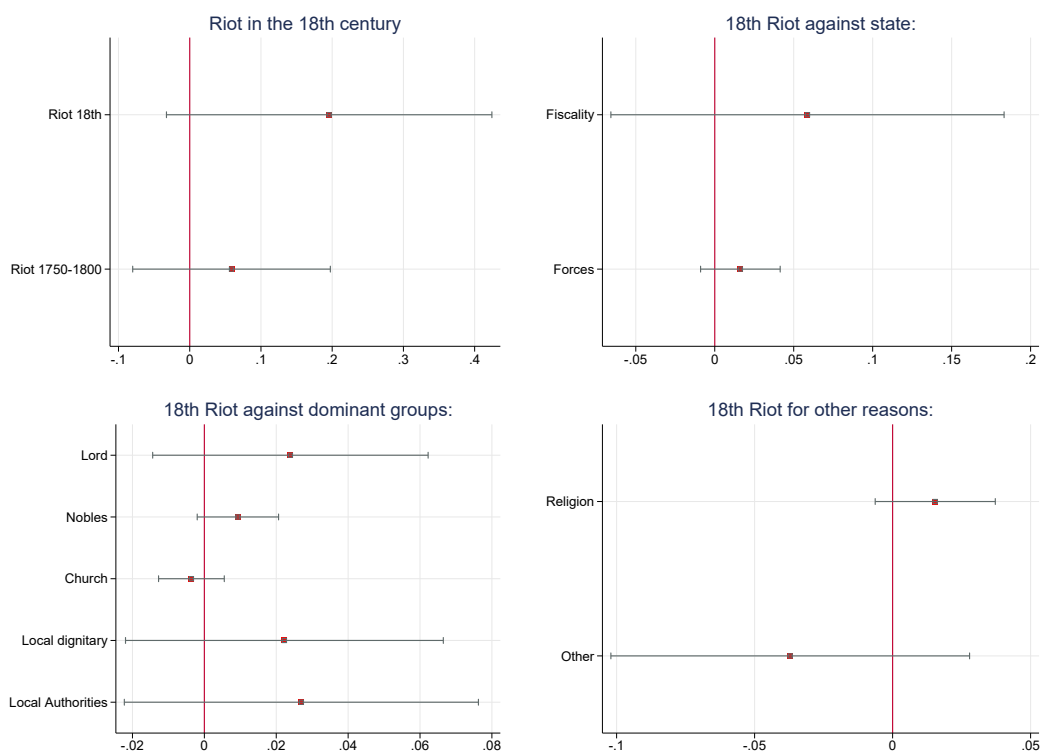 Riot in the 18th century
Riot 18th
Riot 1750-1800
-.1 0 .1 .2 .3 .4
18th Riot against state:
Fiscality
Forces
-.05 0 .05 .1 .15 .2
18th Riot against dominant groups:
Lord
Nobles
Church
Local dignitary
Local Authorities
-.02 0 .02 .04 .06 .08
18th Riot for other reasons:
Religion
Other
-.1 -.05 0 .05